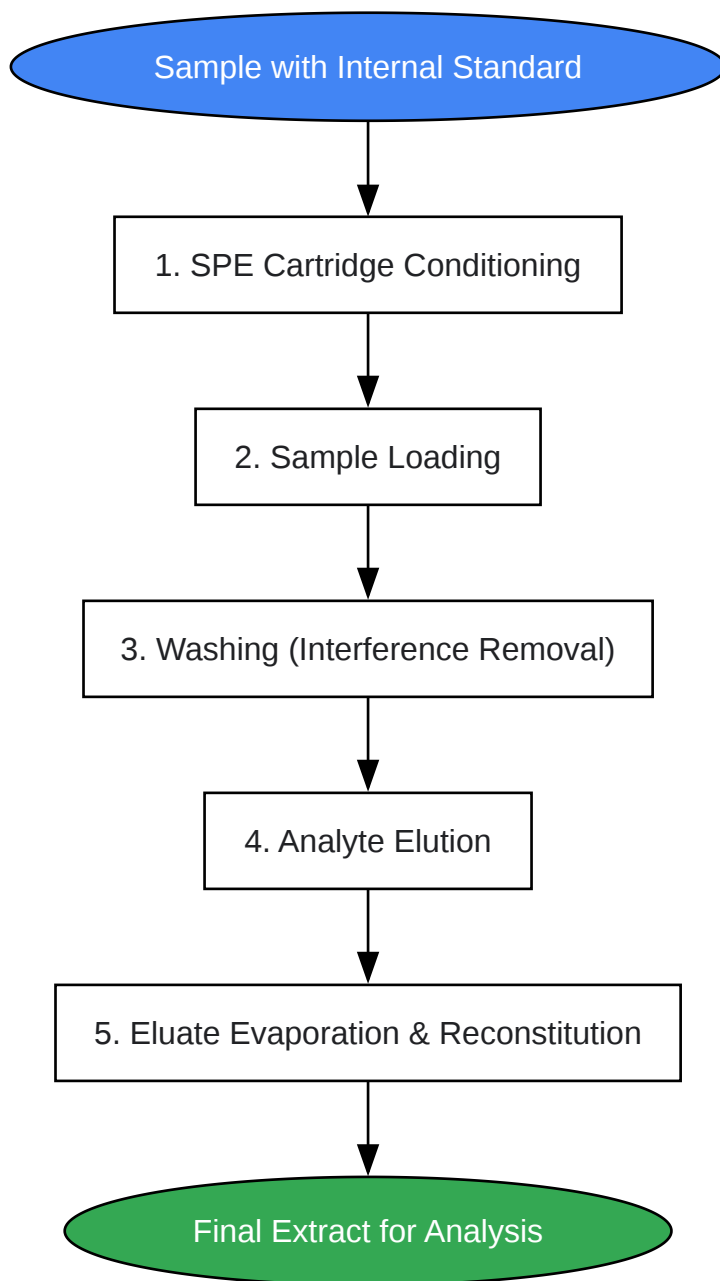 Sample with Internal Standard
1. SPE Cartridge Conditioning
2. Sample Loading
3. Washing (Interference Removal)
4. Analyte Elution
5. Eluate Evaporation & Reconstitution
Final Extract for Analysis